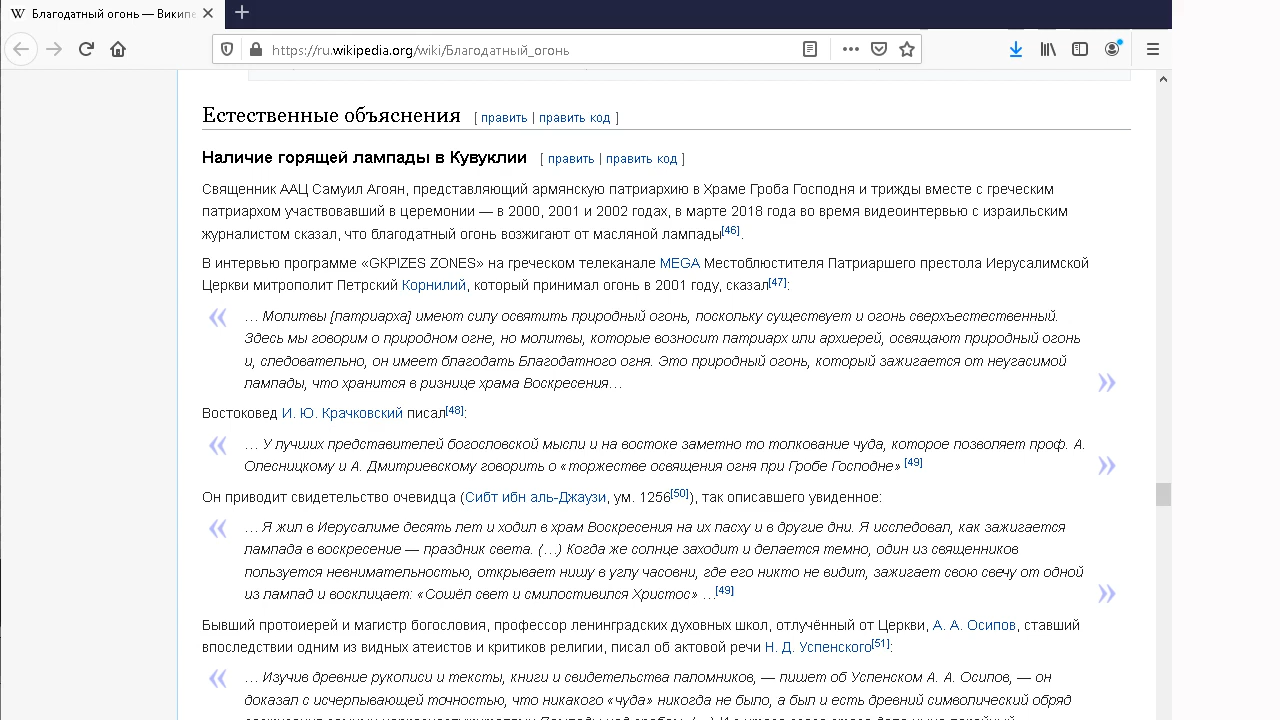 Благодатный огонь — Википе
https://ru.wikipedia.org/wiki/Благодатный_огонь
Естественные объяснения [ править | править код ]
Наличие горящей лампады в Кувуклии [ править | править код ]
Священник ААЦ Самуил Агоян, представляющий армянскую патриархию в Храме Гроба Господня и трижды вместе с греческим
патриархом участвовавший в церемонии — в 2000, 2001 и 2002 годах, в марте 2018 года во время видеоинтервью с израильским
журналистом сказал, что благодатный огонь возжигают от масляной лампады[46].
В интервью программе «GKPIZES ZONES» на греческом телеканале MEGA Местоблюстителя Патриаршего престола Иерусалимской
Церкви митрополит Петрский Корнилий, который принимал огонь в 2001 году, сказал[47]:
« … Молитвы [патриарха] имеют силу освятить природный огонь, поскольку существует и огонь сверхъестественный.
Здесь мы говорим о природном огне, но молитвы, которые возносит патриарх или архиерей, освящают природный огонь
и, следовательно, он имеет благодать Благодатного огня. Это природный огонь, который зажигается от неугасимой
лампады, что хранится в ризнице храма Воскресения… »
Востоковед И. Ю. Крачковский писал[48]:
« … У лучших представителей богословской мысли и на востоке заметно то толкование чуда, которое позволяет проф. А.
Олесницкому и А. Дмитриевскому говорить о «торжестве освящения огня при Гробе Господне» [49] »
Он приводит свидетельство очевидца (Сибт ибн аль-Джаузи, ум. 1256[50]), так описавшего увиденное:
« … Я жил в Иерусалиме десять лет и ходил в храм Воскресения на их пасху и в другие дни. Я исследовал, как зажигается
лампада в воскресение — праздник света. (…) Когда же солнце заходит и делается темно, один из священников
пользуется невнимательностью, открывает нишу в углу часовни, где его никто не видит, зажигает свою свечу от одной
из лампад и восклицает: «Сошёл свет и смилостивился Христос» …[49] »
Бывший протоиерей и магистр богословия, профессор ленинградских духовных школ, отлучённый от Церкви, А. А. Осипов, ставший
впоследствии одним из видных атеистов и критиков религии, писал об актовой речи Н. Д. Успенского[51]:
« … Изучив древние рукописи и тексты, книги и свидетельства паломников, — пишет об Успенском А. А. Осипов, — он
доказал с исчерпывающей точностью, что никакого «чуда» никогда не было, а был и есть древний символический обряд